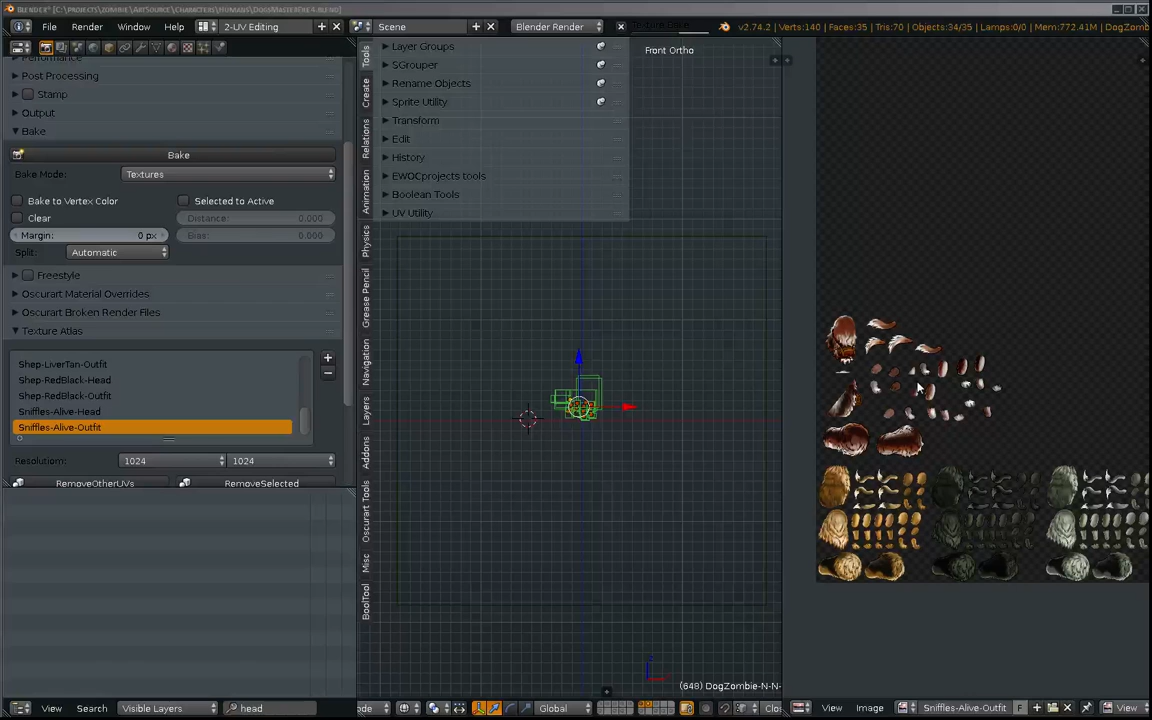 File Render Window Help 2-UV Editing Scene Blender Render v2.74.2 | Verts:140 | Faces:35 | Tris:70 | Objects:34/35 | Lamps:0/0 | Mem:772.41M | DogZomb
Performance
Post Processing
Stamp
Output
Bake
Bake
Bake Mode: Textures
Bake to Vertex Color Selected to Active
Clear Distance: 0.000
Margin: 0 px Bias: 0.000
Split: Automatic
Freestyle
Oscurart Material Overrides
Oscurart Broken Render Files
Texture Atlas
Shep-LiverTan-Outfit
Shep-RedBlack-Head
Shep-RedBlack-Outfit
Sniffles-Alive-Head
Sniffles-Alive-Outfit
Resolution: 1024 1024
RemoveOtherUVs RemoveSelected
View Search Visible Layers head
Tools
Create
Relations
Animation
Physics
Grease Pencil
Navigation
Layers
Addons
Oscurart Tools
Misc
BoolTool
Layer Groups
SGrouper
Rename Objects
Sprite Utility
Transform
Edit
History
EWOCprojects tools
Boolean Tools
UV Utility
Front Ortho
(648) DogZombie-N-N-
ode Global Clos
View Image Sniffles-Alive-Outfit F View